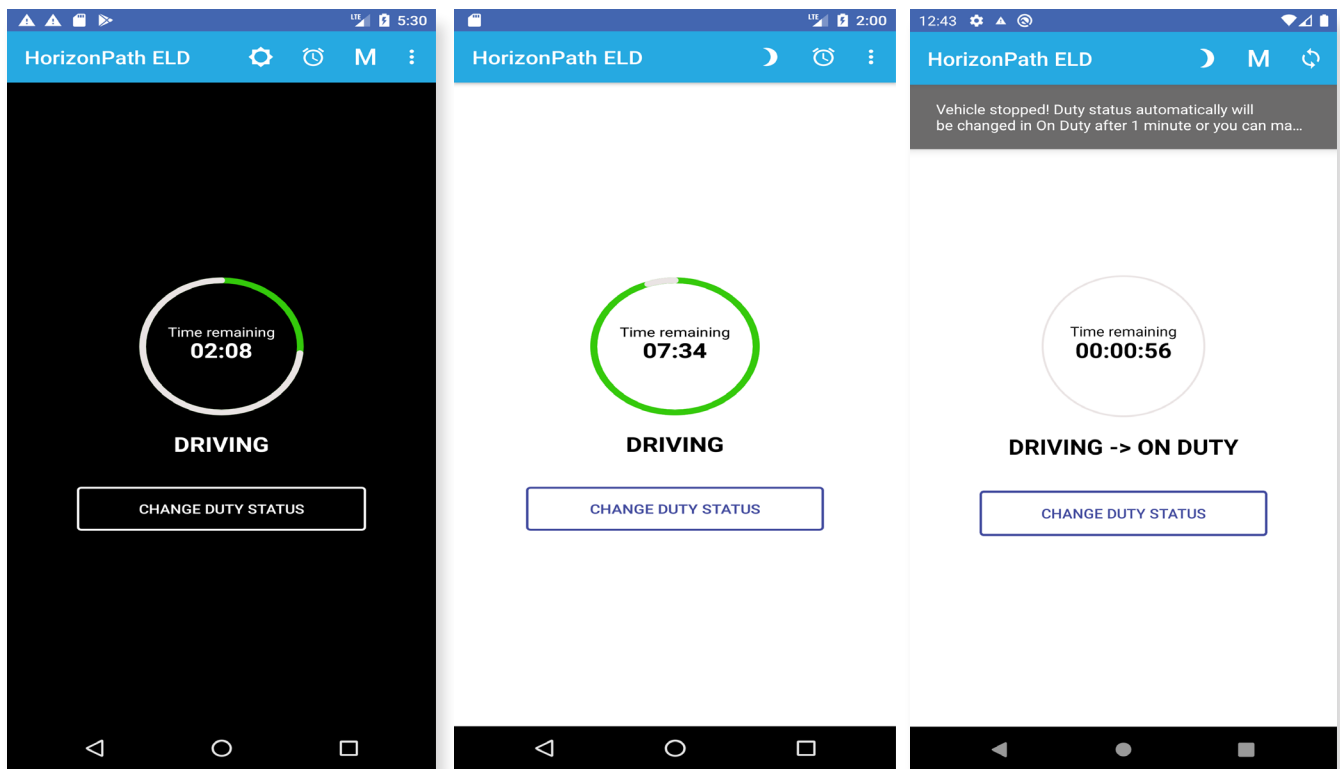 LTE 5:30
HorizonPath ELD M
Time remaining
02:08
DRIVING
CHANGE DUTY STATUS
LTE 2:00
HorizonPath ELD
Time remaining
07:34
DRIVING
CHANGE DUTY STATUS
12:43
HorizonPath ELD M
Vehicle stopped! Duty status automatically will
be changed in On Duty after 1 minute or you can ma...
Time remaining
00:00:56
DRIVING -> ON DUTY
CHANGE DUTY STATUS